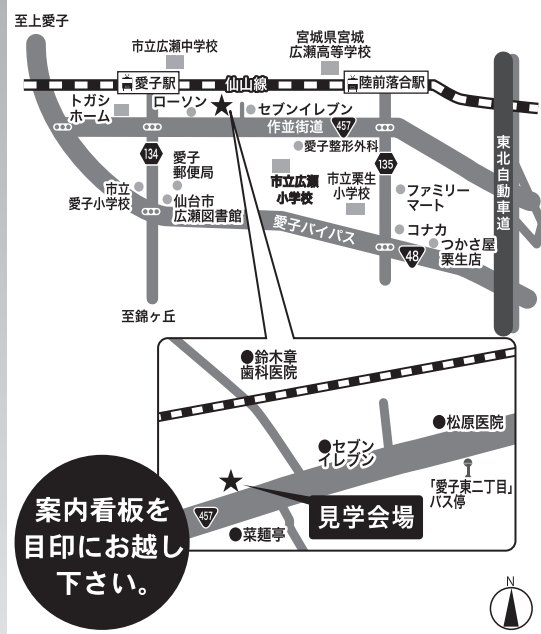 至上愛子
市立広瀬中学校
宮城県宮城
広瀬高等学校
愛子駅
仙山線
陸前落合駅
トガシ
ホーム
ローソン
セブンイレブン
作並街道
457
134
愛子
郵便局
愛子整形外科
135
市立広瀬
小学校
市立栗生
小学校
市立
愛子小学校
仙台市
広瀬図書館
ファミリー
マート
東北自動車道
愛子バイパス
コナカ
つかさ屋
栗生店
48
至錦ヶ丘
鈴木章
歯科医院
松原医院
セブン
イレブン
「愛子東二丁目」
バス停
見学会場
457
菜麺亭
案内看板を
目印にお越し
下さい。
N